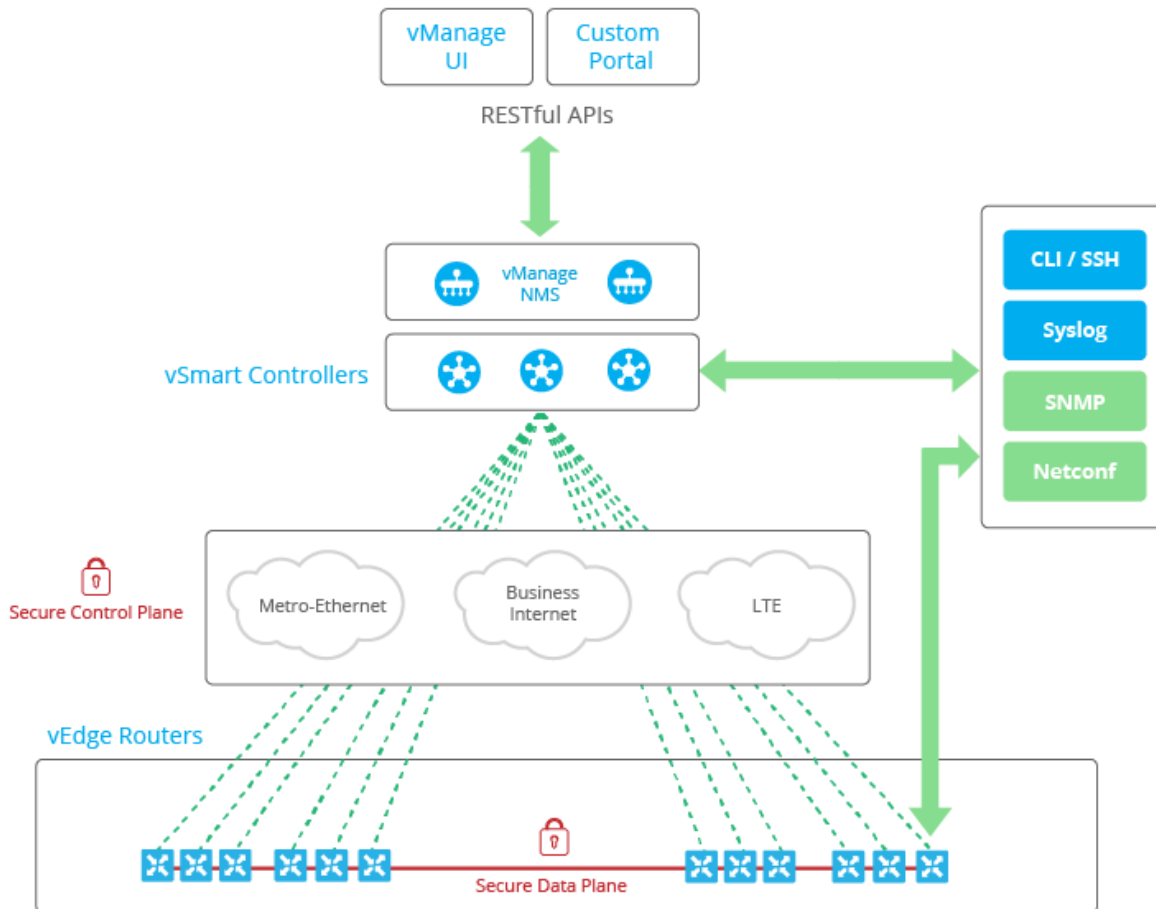 vManage
UI
Custom
Portal
RESTful APIs
vManage
NMS
vSmart Controllers
CLI / SSH
Syslog
SNMP
Netconf
Secure Control Plane
Metro-Ethernet
Business
Internet
LTE
vEdge Routers
Secure Data Plane